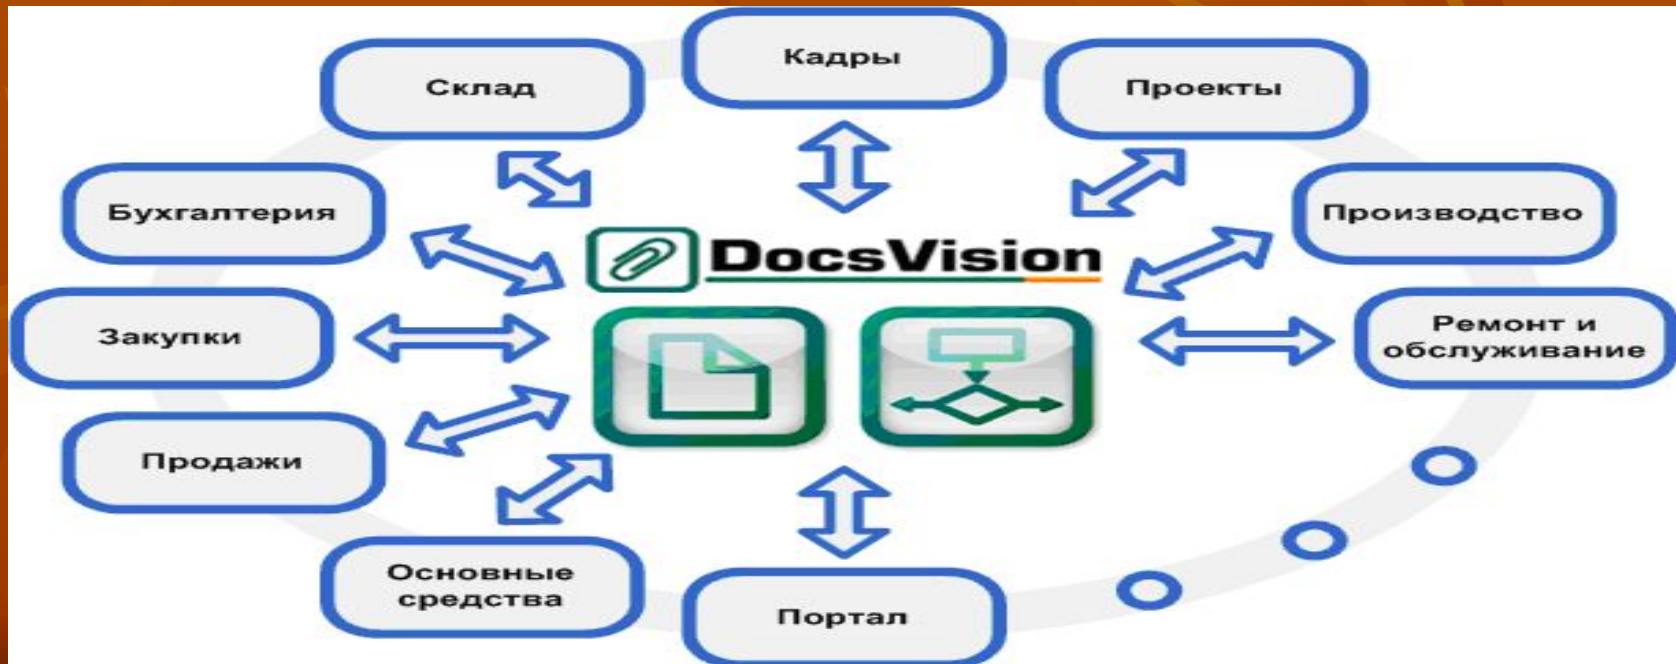 Кадры
Склад
Проекты
Бухгалтерия
Производство
DocsVision
Закупки
Ремонт и
обслуживание
Продажи
Основные
средства
Портал